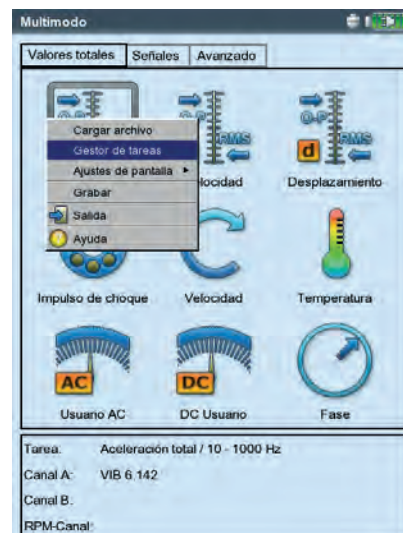 Multimodo
Valores totales Señales Avanzado
O-P
RMS
O-P
RMS
d
Cargar archivo
Gestor de tareas
Ajustes de pantalla
Grabar
Salida
Ayuda
locidad Desplazamiento
Impulso de choque Velocidad Temperatura
AC DC
Usuario AC DC Usuario Fase
Tarea: Aceleración total / 10 - 1000 Hz
Canal A: VIB 6.142
Canal B:
RPM-Canal: